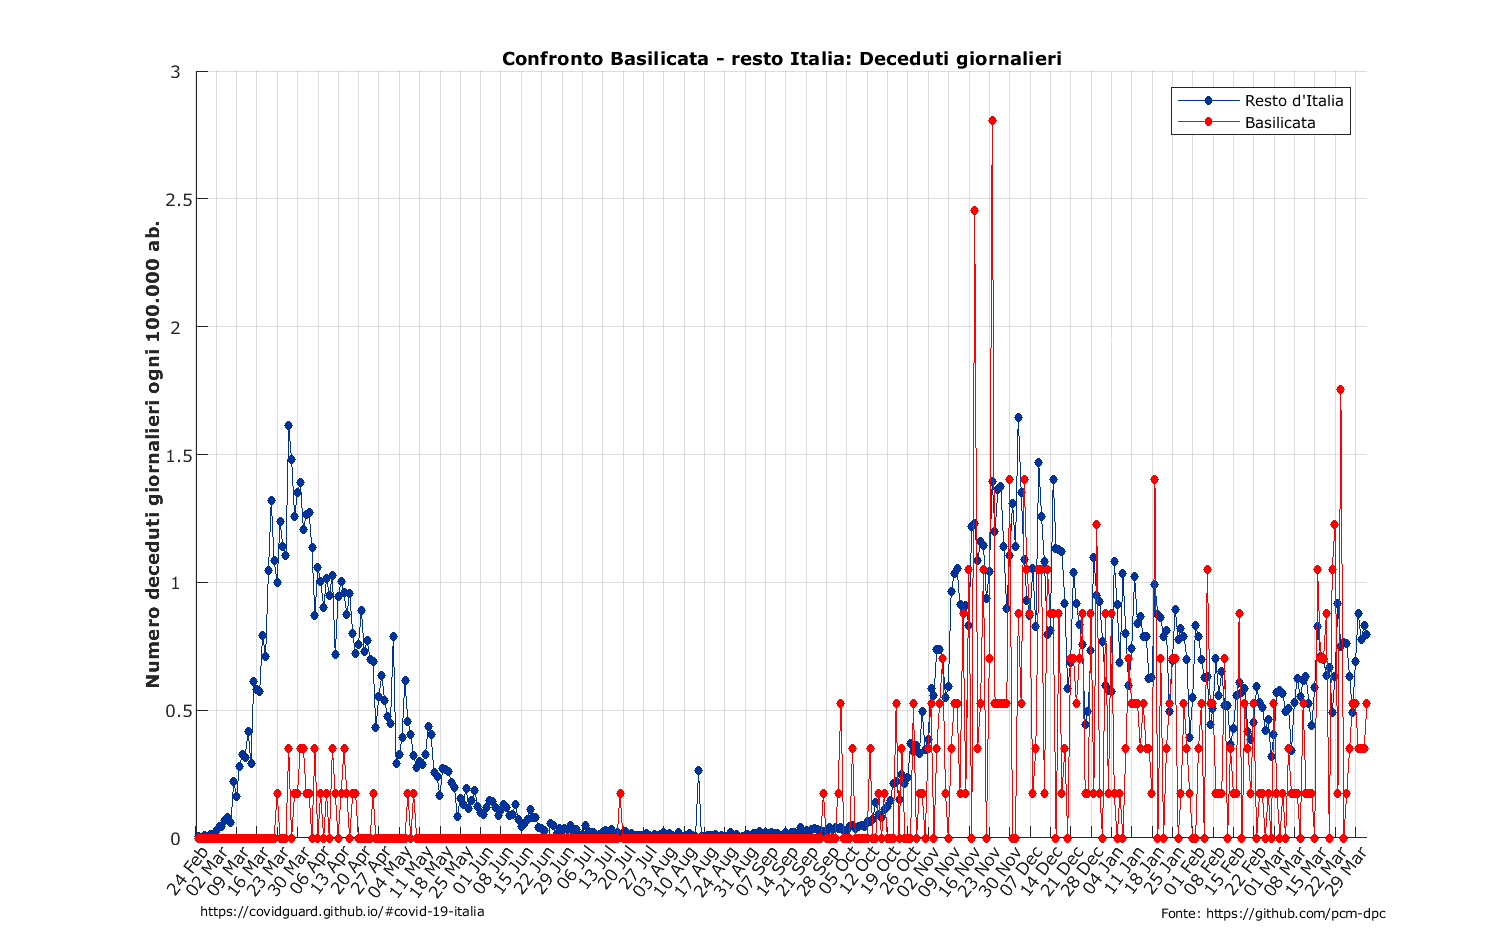 Confronto Basilicata - resto Italia: Deceduti giornalieri
Resto d'Italia
Basilicata
Numero deceduti giornalieri ogni 100.000 ab.
3
2.5
2
1.5
1
0.5
0
24 Feb
02 Mar
09 Mar
16 Mar
23 Mar
30 Mar
06 Apr
13 Apr
20 Apr
27 Apr
04 May
11 May
18 May
25 May
01 Jun
08 Jun
15 Jun
22 Jun
29 Jun
06 Jul
13 Jul
20 Jul
27 Jul
03 Aug
10 Aug
17 Aug
24 Aug
31 Aug
07 Sep
14 Sep
21 Sep
28 Sep
05 Oct
12 Oct
19 Oct
26 Oct
02 Nov
09 Nov
16 Nov
23 Nov
30 Nov
07 Dec
14 Dec
21 Dec
28 Dec
04 Jan
11 Jan
18 Jan
25 Jan
01 Feb
08 Feb
15 Feb
22 Feb
01 Mar
08 Mar
15 Mar
22 Mar
29 Mar
https://covidguard.github.io/#covid-19-italia
Fonte: https://github.com/pcm-dpc